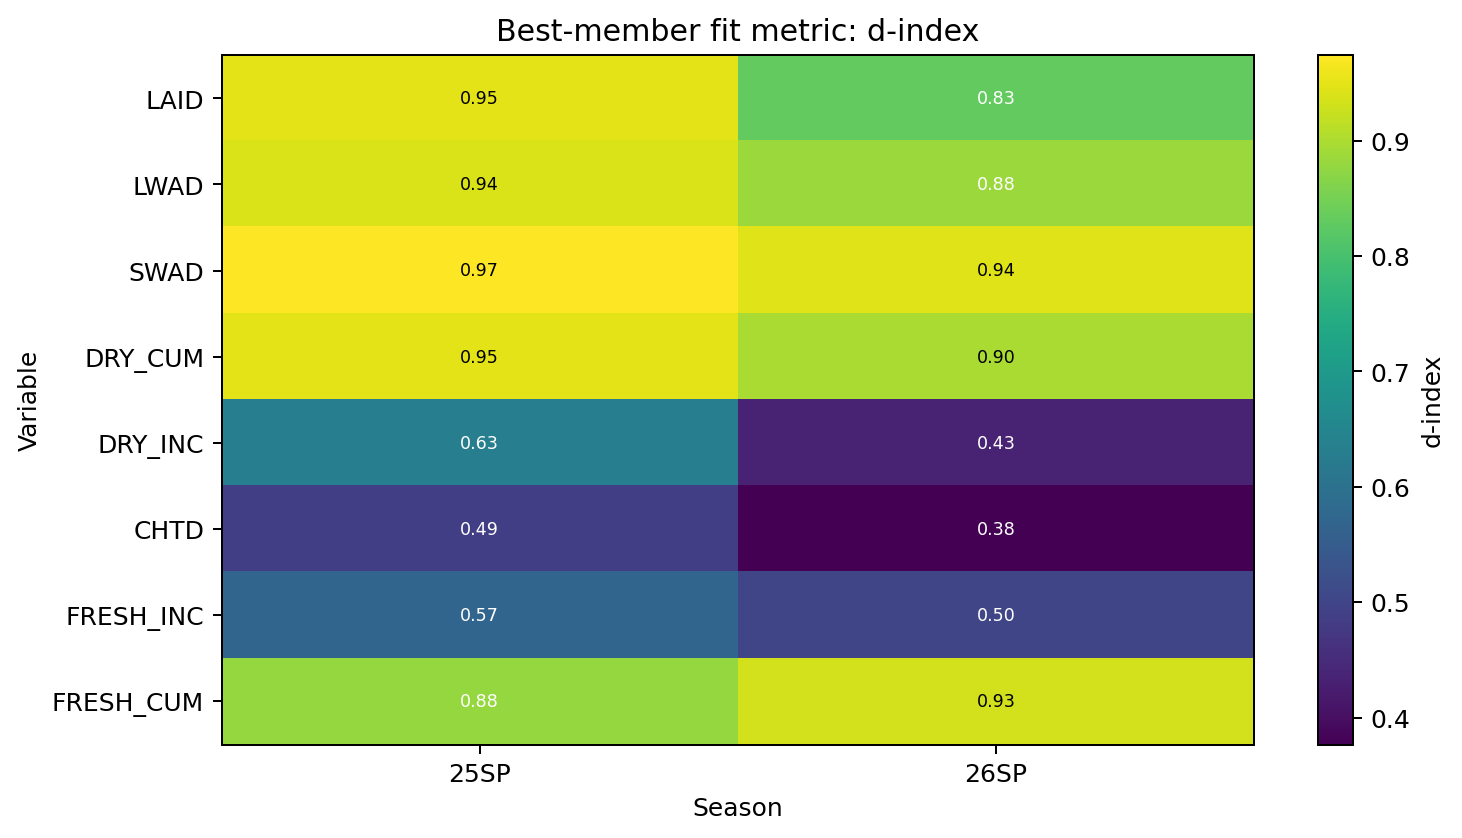 Best-member fit metric: d-index
LAID 0.95 0.83
LWAD 0.94 0.88
SWAD 0.97 0.94
DRY_CUM 0.95 0.90
DRY_INC 0.63 0.43
CHTD 0.49 0.38
FRESH_INC 0.57 0.50
FRESH_CUM 0.88 0.93
25SP 26SP
Season
Variable
0.9
0.8
0.7
0.6
0.5
0.4
d-index